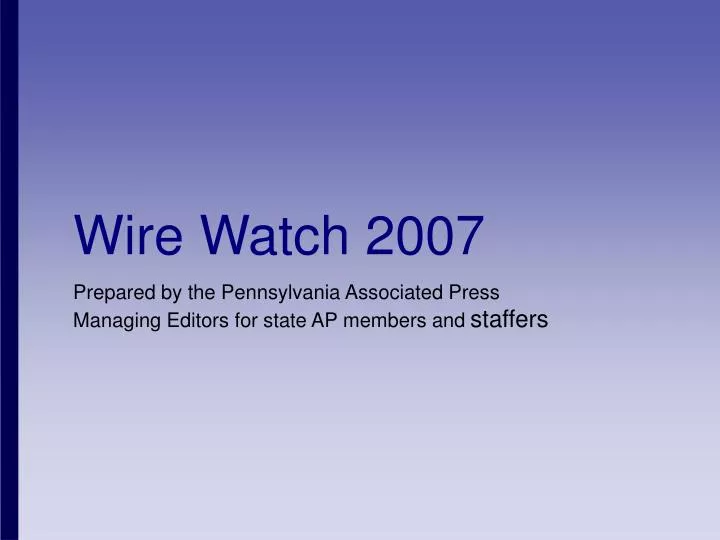 Wire Watch 2007
Prepared by the Pennsylvania Associated Press
Managing Editors for state AP members and staffers